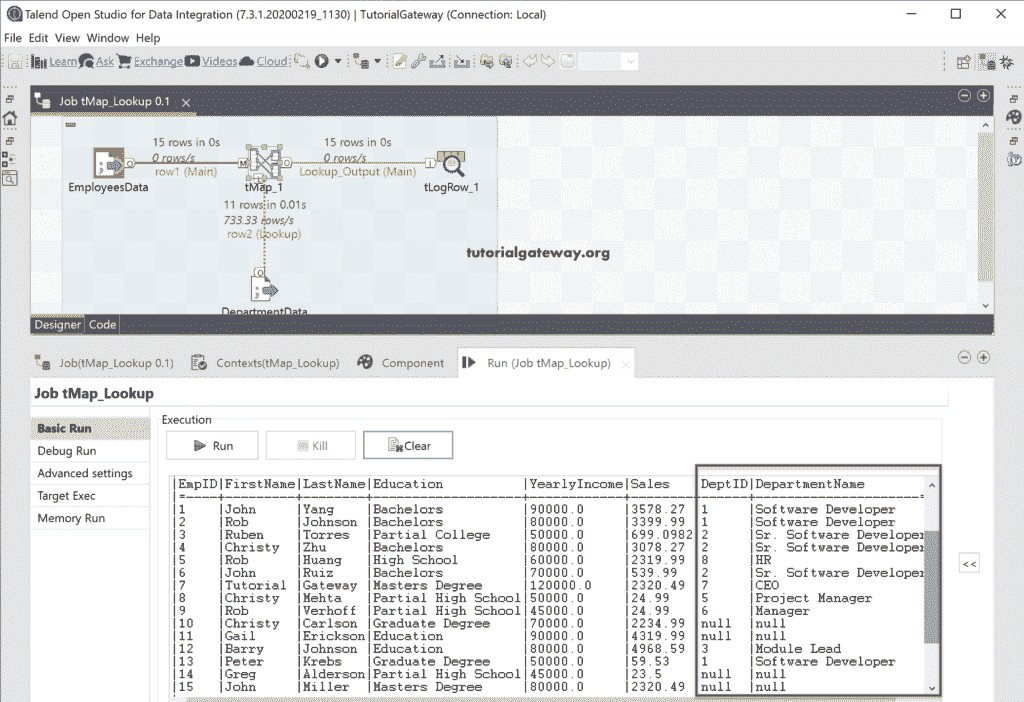 Talend Open Studio for Data Integration (7.3.1.20200219_1130) | TutorialGateway (Connection: Local)
File Edit View Window Help
Learn Ask Exchange Videos Cloud
Job tMap_Lookup 0.1
15 rows in 0s 15 rows in 0s
0 rows/s 0 rows/s
row1 (Main) Lookup_Output (Main)
EmployeesData tMap_1 tLogRow_1
11 rows in 0.01s
733.33 rows/s
row2 (Lookup)
tutorialgateway.org
DepartmentData
Designer Code
Job(tMap_Lookup 0.1) Contexts(tMap_Lookup) Component Run (Job tMap_Lookup)
Job tMap_Lookup
Basic Run
Debug Run
Advanced settings
Target Exec
Memory Run
Execution
Run Kill Clear
|EmpID|FirstName|LastName|Education |YearlyIncome|Sales |DeptID|DepartmentName
|1 |John |Yang |Bachelors |90000.0 |3578.27 |1 |Software Developer
|2 |Rob |Johnson |Bachelors |80000.0 |3399.99 |1 |Software Developer
|3 |Ruben |Torres |Partial College |50000.0 |699.0982|2 |Sr. Software Developer
|4 |Christy |Zhu |Bachelors |80000.0 |3078.27 |2 |Sr. Software Developer
|5 |Rob |Huang |High School |60000.0 |2319.99 |8 |HR
|6 |John |Ruiz |Bachelors |70000.0 |539.99 |2 |Sr. Software Developer
|7 |Tutorial |Gateway |Masters Degree |120000.0 |2320.49 |7 |CEO
|8 |Christy |Mehta |Partial High School|50000.0 |24.99 |5 |Project Manager
|9 |Rob |Verhoff |Partial High School|45000.0 |24.99 |6 |Manager
|10 |Christy |Carlson |Graduate Degree |70000.0 |2234.99 |null |null
|11 |Gail |Erickson|Education |90000.0 |4319.99 |null |null
|12 |Barry |Johnson |Education |80000.0 |4968.59 |3 |Module Lead
|13 |Peter |Krebs |Graduate Degree |50000.0 |59.53 |1 |Software Developer
|14 |Greg |Alderson|Partial High School|45000.0 |23.5 |null |null
|15 |John |Miller |Masters Degree |80000.0 |2320.49 |null |null
<<